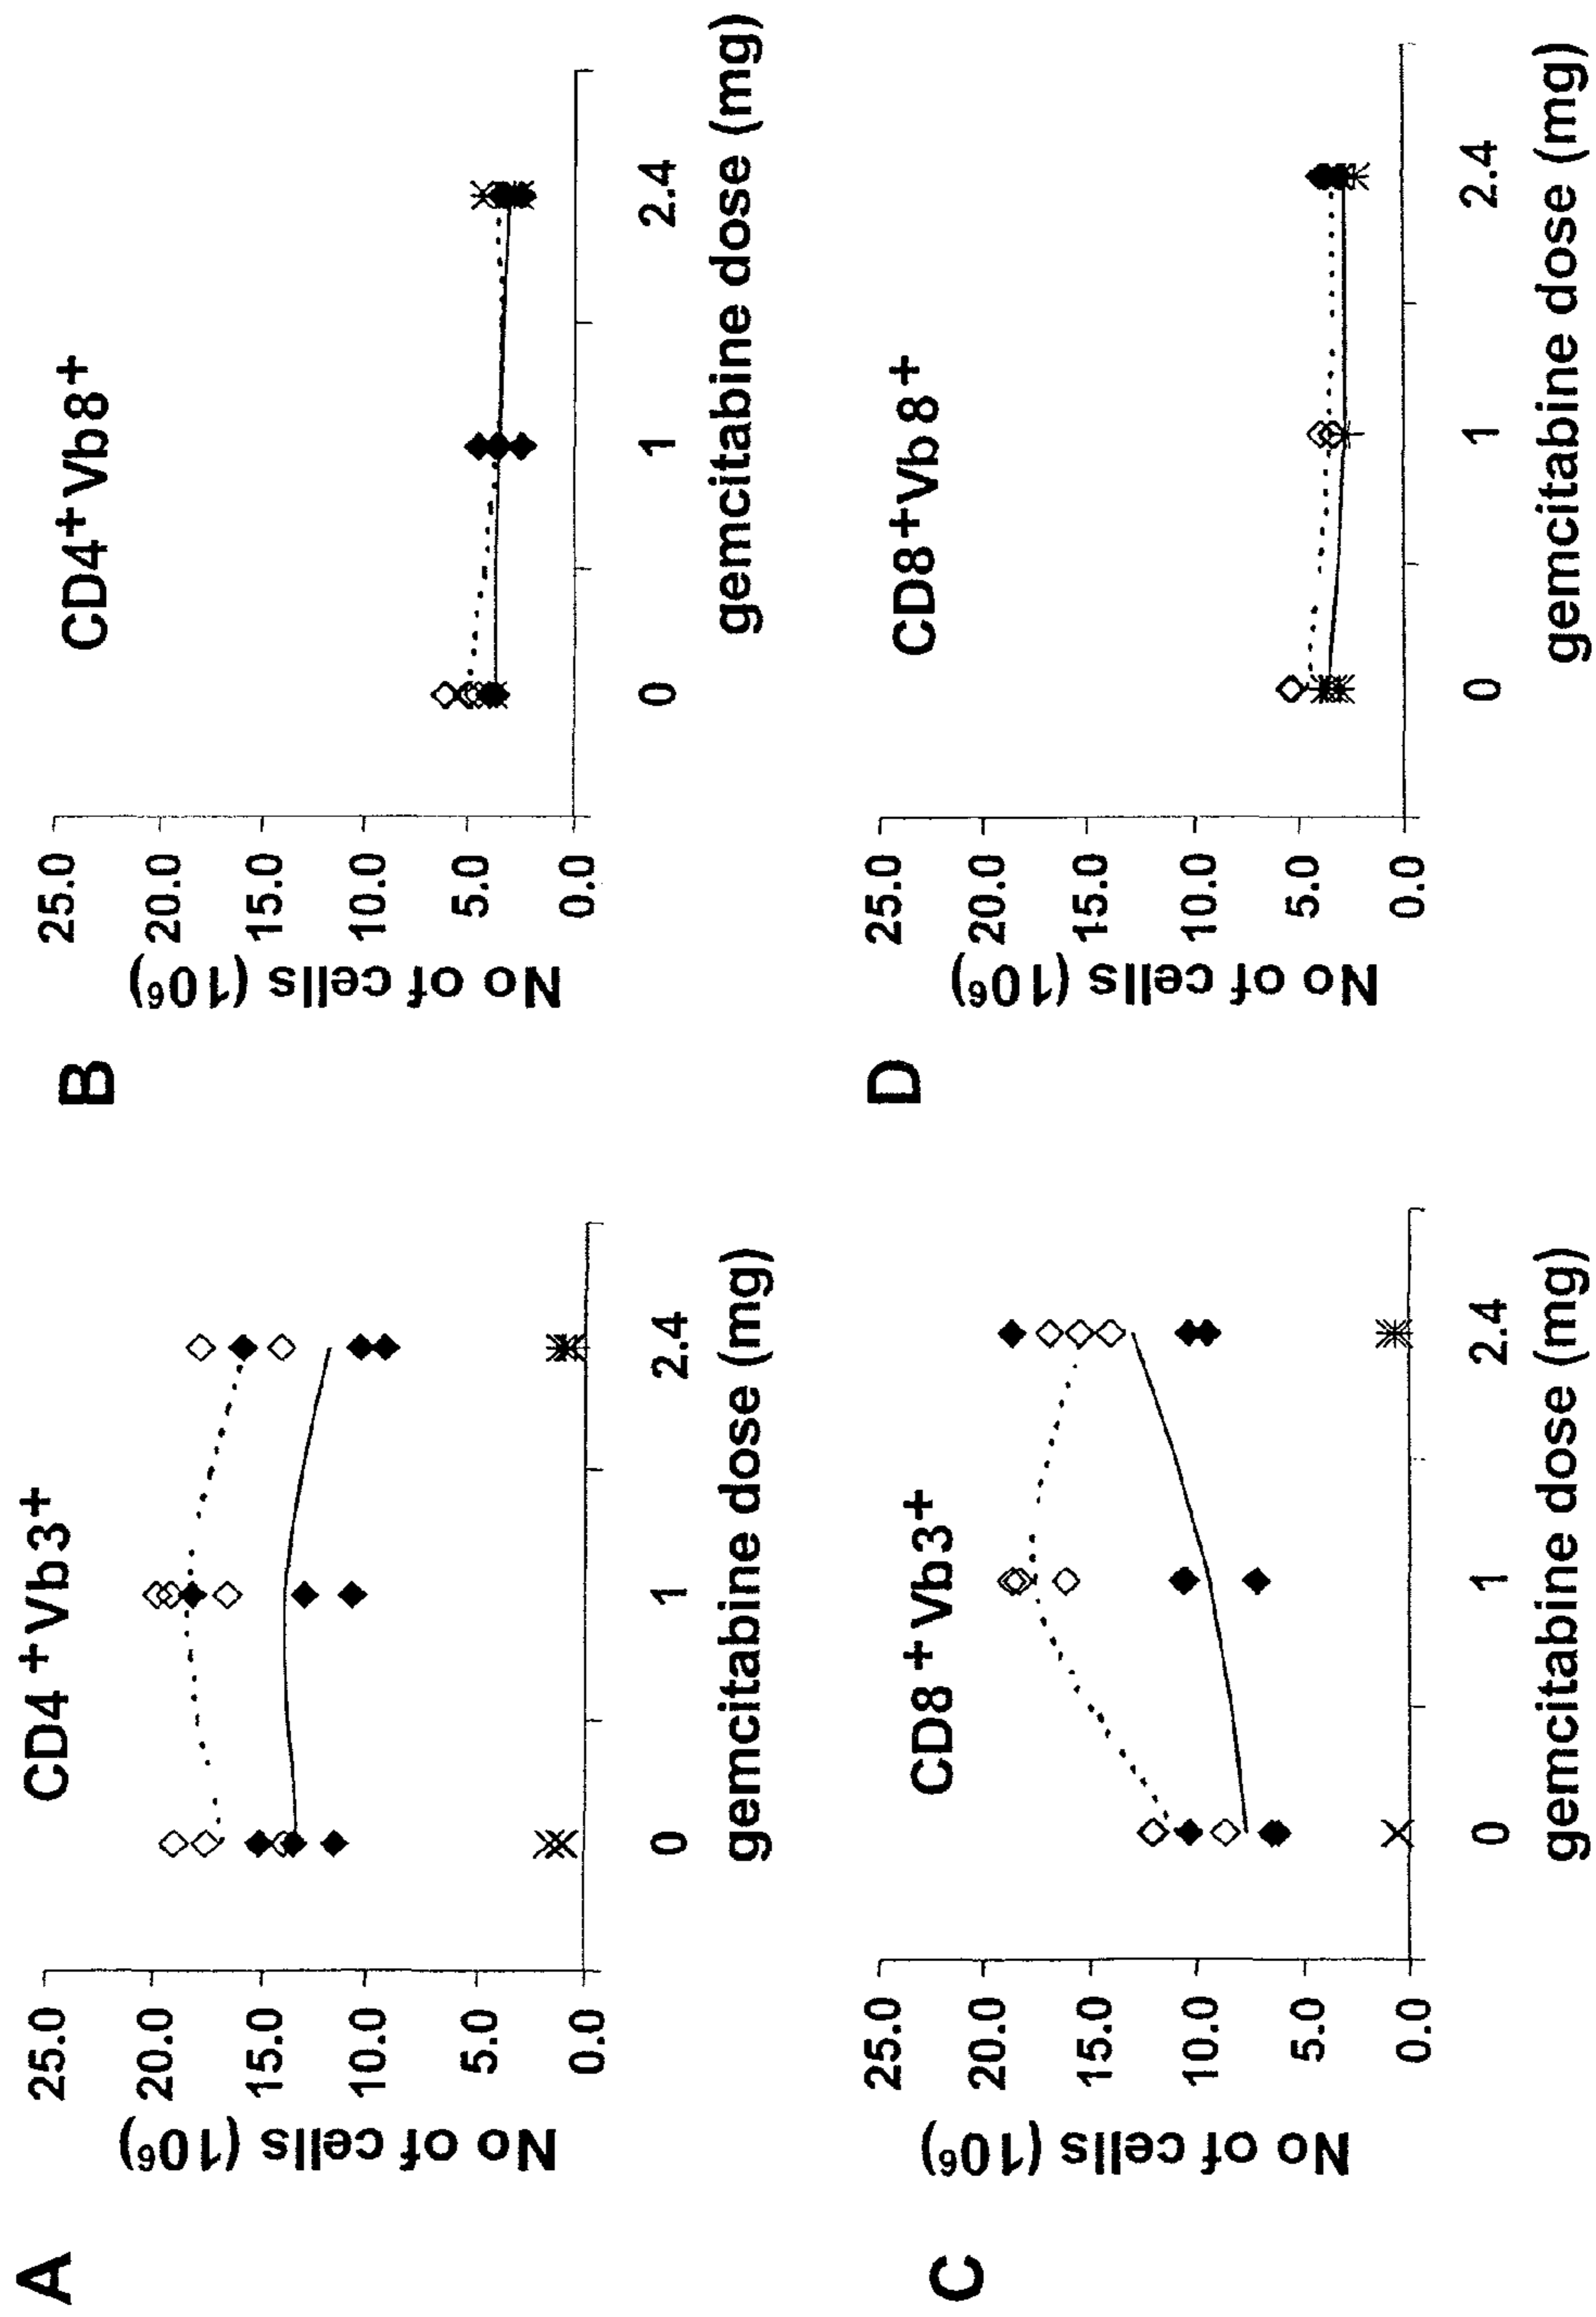 A
CD4+Vb3+
No of cells (10⁶)
25.0
20.0
15.0
10.0
5.0
0.0
0 1 2.4
gemcitabine dose (mg)
B
CD4+Vb8+
No of cells (10⁶)
25.0
20.0
15.0
10.0
5.0
0.0
0 1 2.4
gemcitabine dose (mg)
C
CD8+Vb3+
No of cells (10⁶)
25.0
20.0
15.0
10.0
5.0
0.0
0 1 2.4
gemcitabine dose (mg)
D
CD8+Vb8+
No of cells (10⁶)
25.0
20.0
15.0
10.0
5.0
0.0
0 1 2.4
gemcitabine dose (mg)